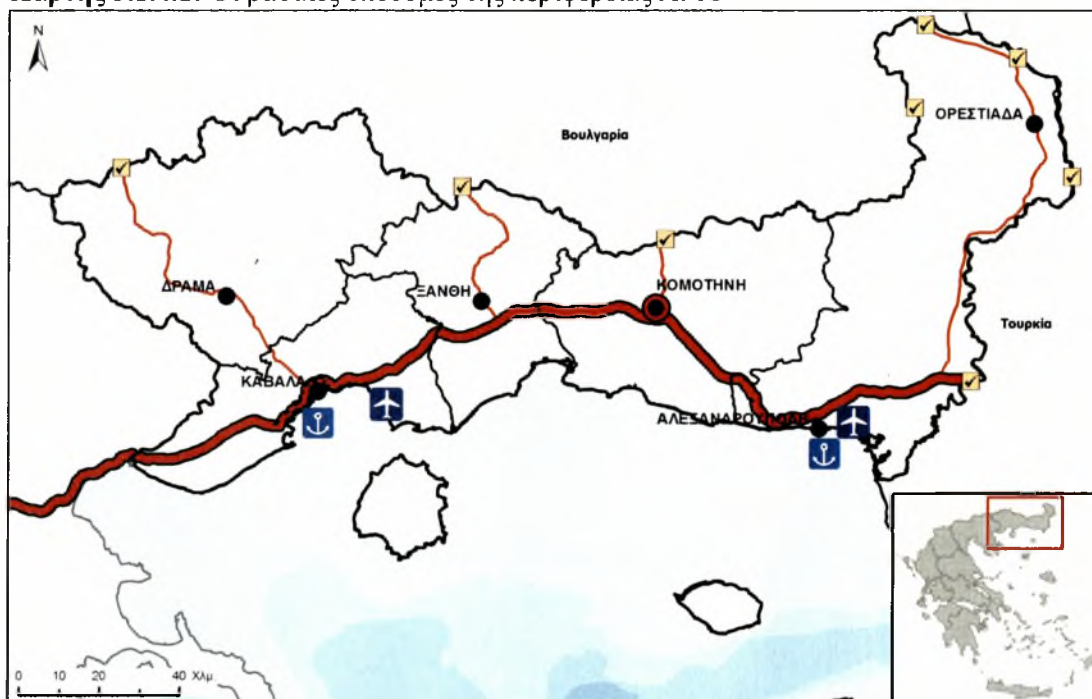 N
Βουλγαρία
ΟΡΕΣΤΙΑΔΑ
ΔΡΑΜΑ
ΞΑΝΘΗ
ΚΟΜΟΤΗΝΗ
Τουρκία
ΚΑΒΑΛΑ
0 10 20 40 Χλμ